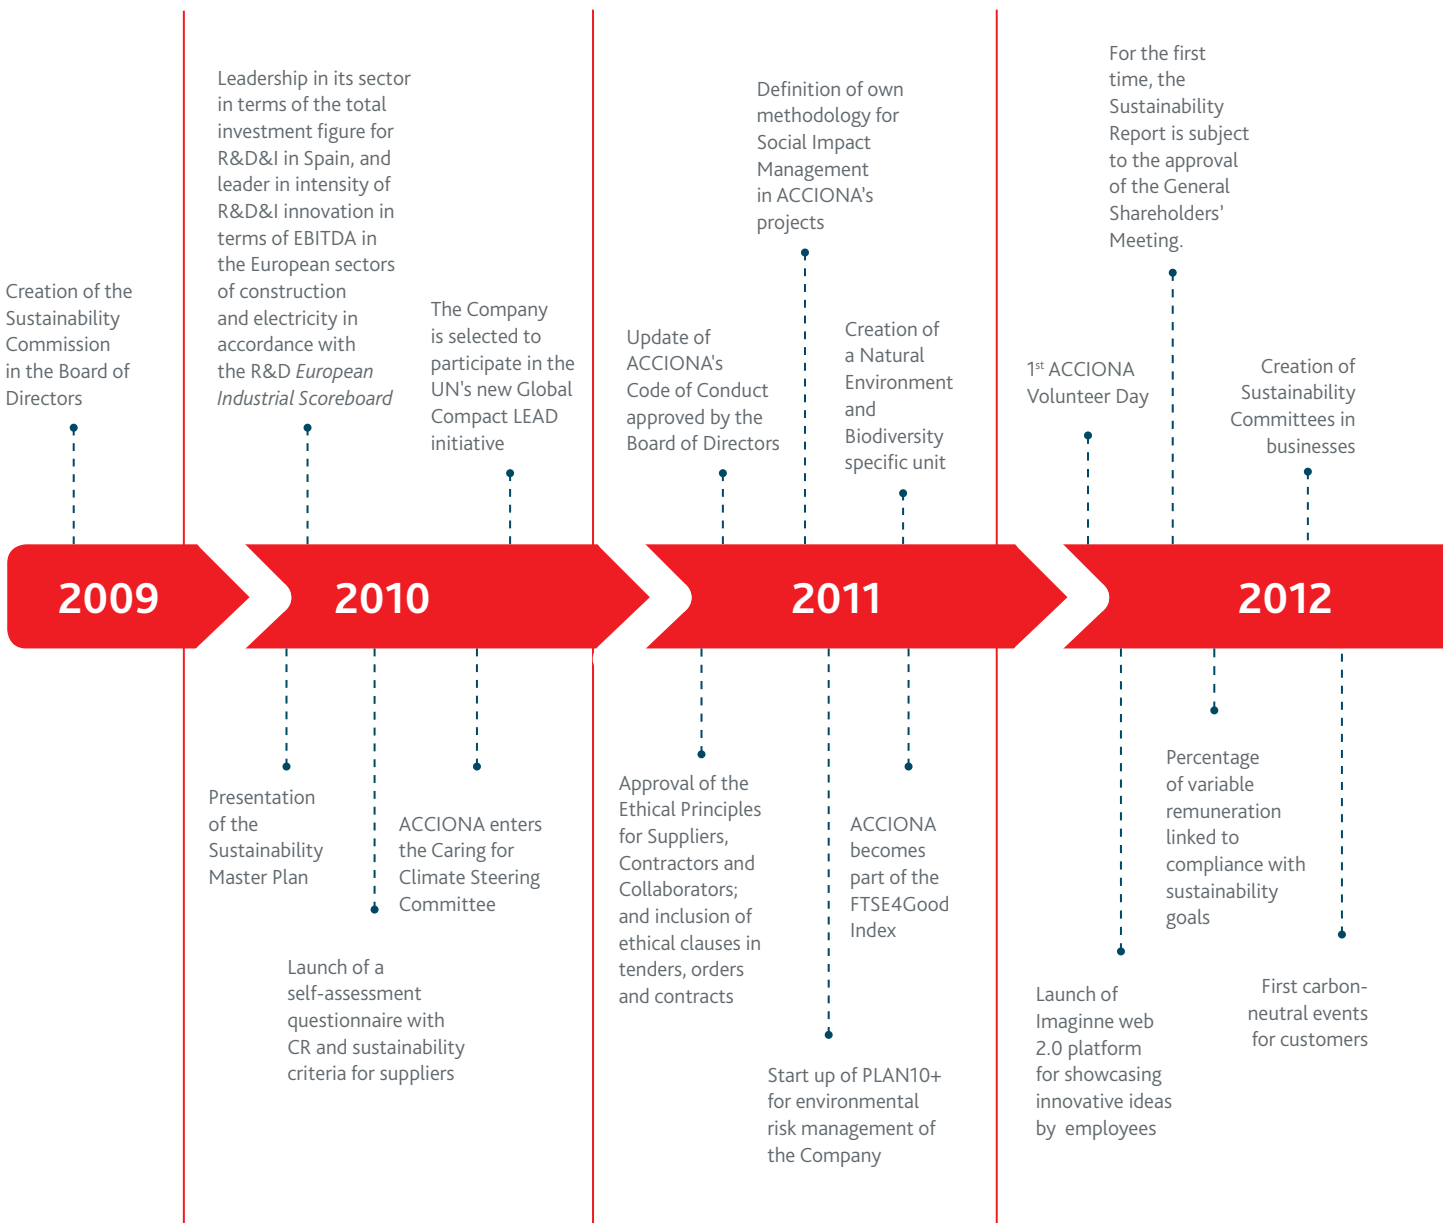 Creation of the
Sustainability
Commission
in the Board of
Directors
Leadership in its sector
in terms of the total
investment figure for
R&D&I in Spain, and
leader in intensity of
R&D&I innovation in
terms of EBITDA in
the European sectors
of construction
and electricity in
accordance with
the R&D European
Industrial Scoreboard
The Company
is selected to
participate in the
UN's new Global
Compact LEAD
initiative
Update of
ACCIONA's
Code of Conduct
approved by the
Board of Directors
Definition of own
methodology for
Social Impact
Management
in ACCIONA's
projects
Creation of
a Natural
Environment
and
Biodiversity
specific unit
1st ACCIONA
Volunteer Day
For the first
time, the
Sustainability
Report is subject
to the approval
of the General
Shareholders'
Meeting.
Creation of
Sustainability
Committees in
businesses
2009
2010
2011
2012
Presentation
of the
Sustainability
Master Plan
Launch of a
self-assessment
questionnaire with
CR and sustainability
criteria for suppliers
ACCIONA enters
the Caring for
Climate Steering
Committee
Approval of the
Ethical Principles
for Suppliers,
Contractors and
Collaborators;
and inclusion of
ethical clauses in
tenders, orders
and contracts
Start up of PLAN10+
for environmental
risk management of
the Company
ACCIONA
becomes
part of the
FTSE4Good
Index
Launch of
Imaginne web
2.0 platform
for showcasing
innovative ideas
by employees
Percentage
of variable
remuneration
linked to
compliance with
sustainability
goals
First carbon-
neutral events
for customers